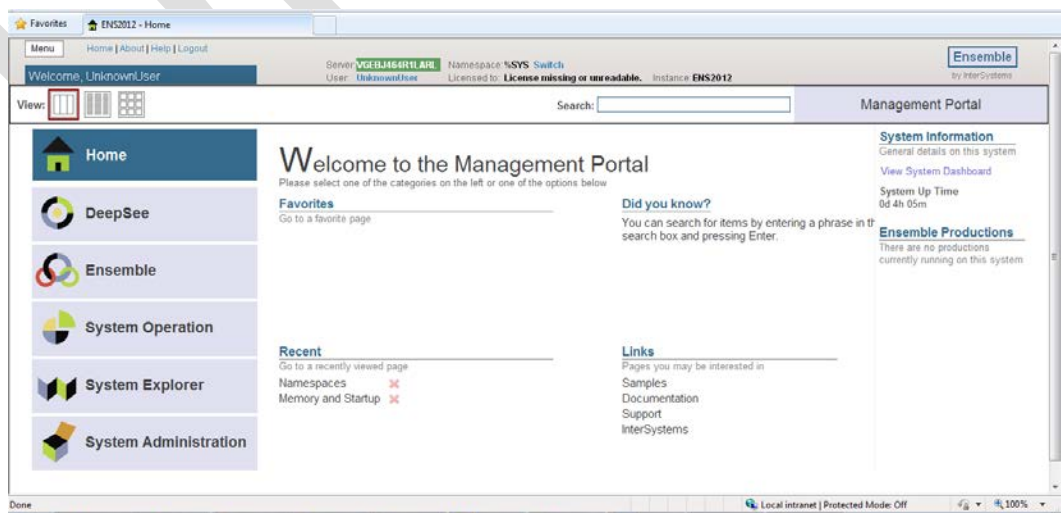 Favorites ENS2012 - Home
Menu Home | About | Help | Logout
Server: VGEBJ464R1LARL Namespace: %SYS Switch
User: UnknownUser Licensed to: License missing or unreadable. Instance: ENS2012
Ensemble
by InterSystems
Welcome, UnknownUser
View:
Search:
Management Portal
Home
DeepSee
Ensemble
System Operation
System Explorer
System Administration
Welcome to the Management Portal
Please select one of the categories on the left or one of the options below
Favorites
Go to a favorite page
Did you know?
You can search for items by entering a phrase in th
search box and pressing Enter.
Recent
Go to a recently viewed page
Namespaces
Memory and Startup
Links
Pages you may be interested in
Samples
Documentation
Support
InterSystems
System Information
General details on this system
View System Dashboard
System Up Time
0d 4h 05m
Ensemble Productions
There are no productions
currently running on this system
Done
Local intranet | Protected Mode: Off
100%